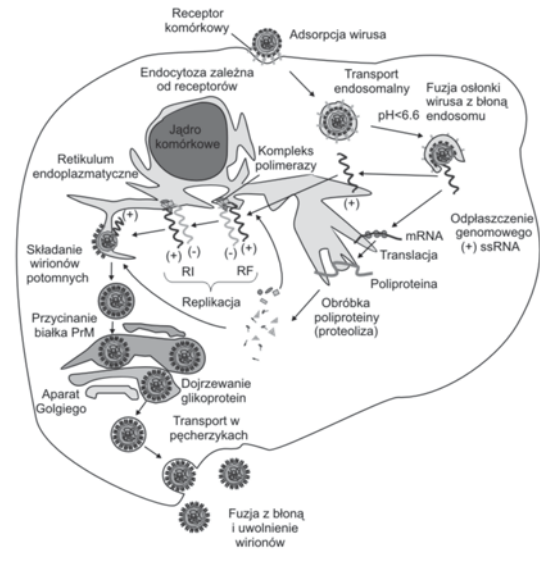 Receptor
komórkowy
Adsorpcja wirusa
Endocytoza zależna
od receptorów
Transport
endosomalny
Fuzja osłonki
wirusa z błoną
endosomu
pH<6.6
Jądro
komórkowe
Kompleks
polimerazy
Retikulum
endoplazmatyczne
(+)
(+)
mRNA
Odpłaszczenie
genomowego
(+) ssRNA
Translacja
Składanie
wirionów
potomnych
(+) (-)
(-) (+)
RI
RF
Replikacja
Poliproteina
Obróbka
poliproteiny
(proteoliza)
Przycinanie
białka PrM
Aparat
Golgiego
Dojrzewanie
glikoprotein
Transport w
pęcherzykach
Fuzja z błoną
i uwolnienie
wirionów